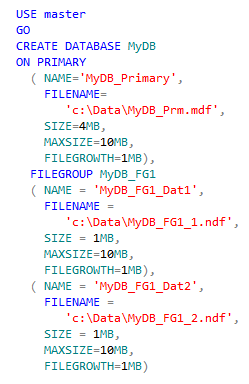 USE master
GO
CREATE DATABASE MyDB
ON PRIMARY
( NAME='MyDB_Primary',
FILENAME=
'c:\Data\MyDB_Prm.mdf',
SIZE=4MB,
MAXSIZE=10MB,
FILEGROWTH=1MB),
FILEGROUP MyDB_FG1
( NAME = 'MyDB_FG1_Dat1',
FILENAME =
'c:\Data\MyDB_FG1_1.ndf',
SIZE = 1MB,
MAXSIZE=10MB,
FILEGROWTH=1MB),
( NAME = 'MyDB_FG1_Dat2',
FILENAME =
'c:\Data\MyDB_FG1_2.ndf',
SIZE = 1MB,
MAXSIZE=10MB,
FILEGROWTH=1MB)